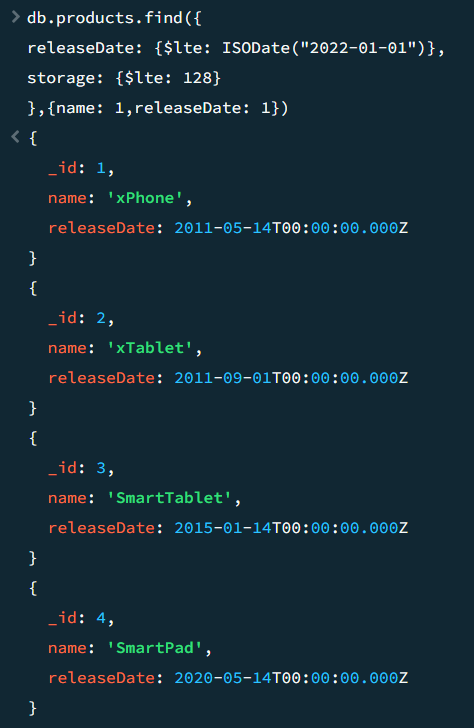 > db.products.find({
releaseDate: {$lte: ISODate("2022-01-01")},
storage: {$lte: 128}
},{name: 1,releaseDate: 1})
< {
_id: 1,
name: 'xPhone',
releaseDate: 2011-05-14T00:00:00.000Z
}
{
_id: 2,
name: 'xTablet',
releaseDate: 2011-09-01T00:00:00.000Z
}
{
_id: 3,
name: 'SmartTablet',
releaseDate: 2015-01-14T00:00:00.000Z
}
{
_id: 4,
name: 'SmartPad',
releaseDate: 2020-05-14T00:00:00.000Z
}